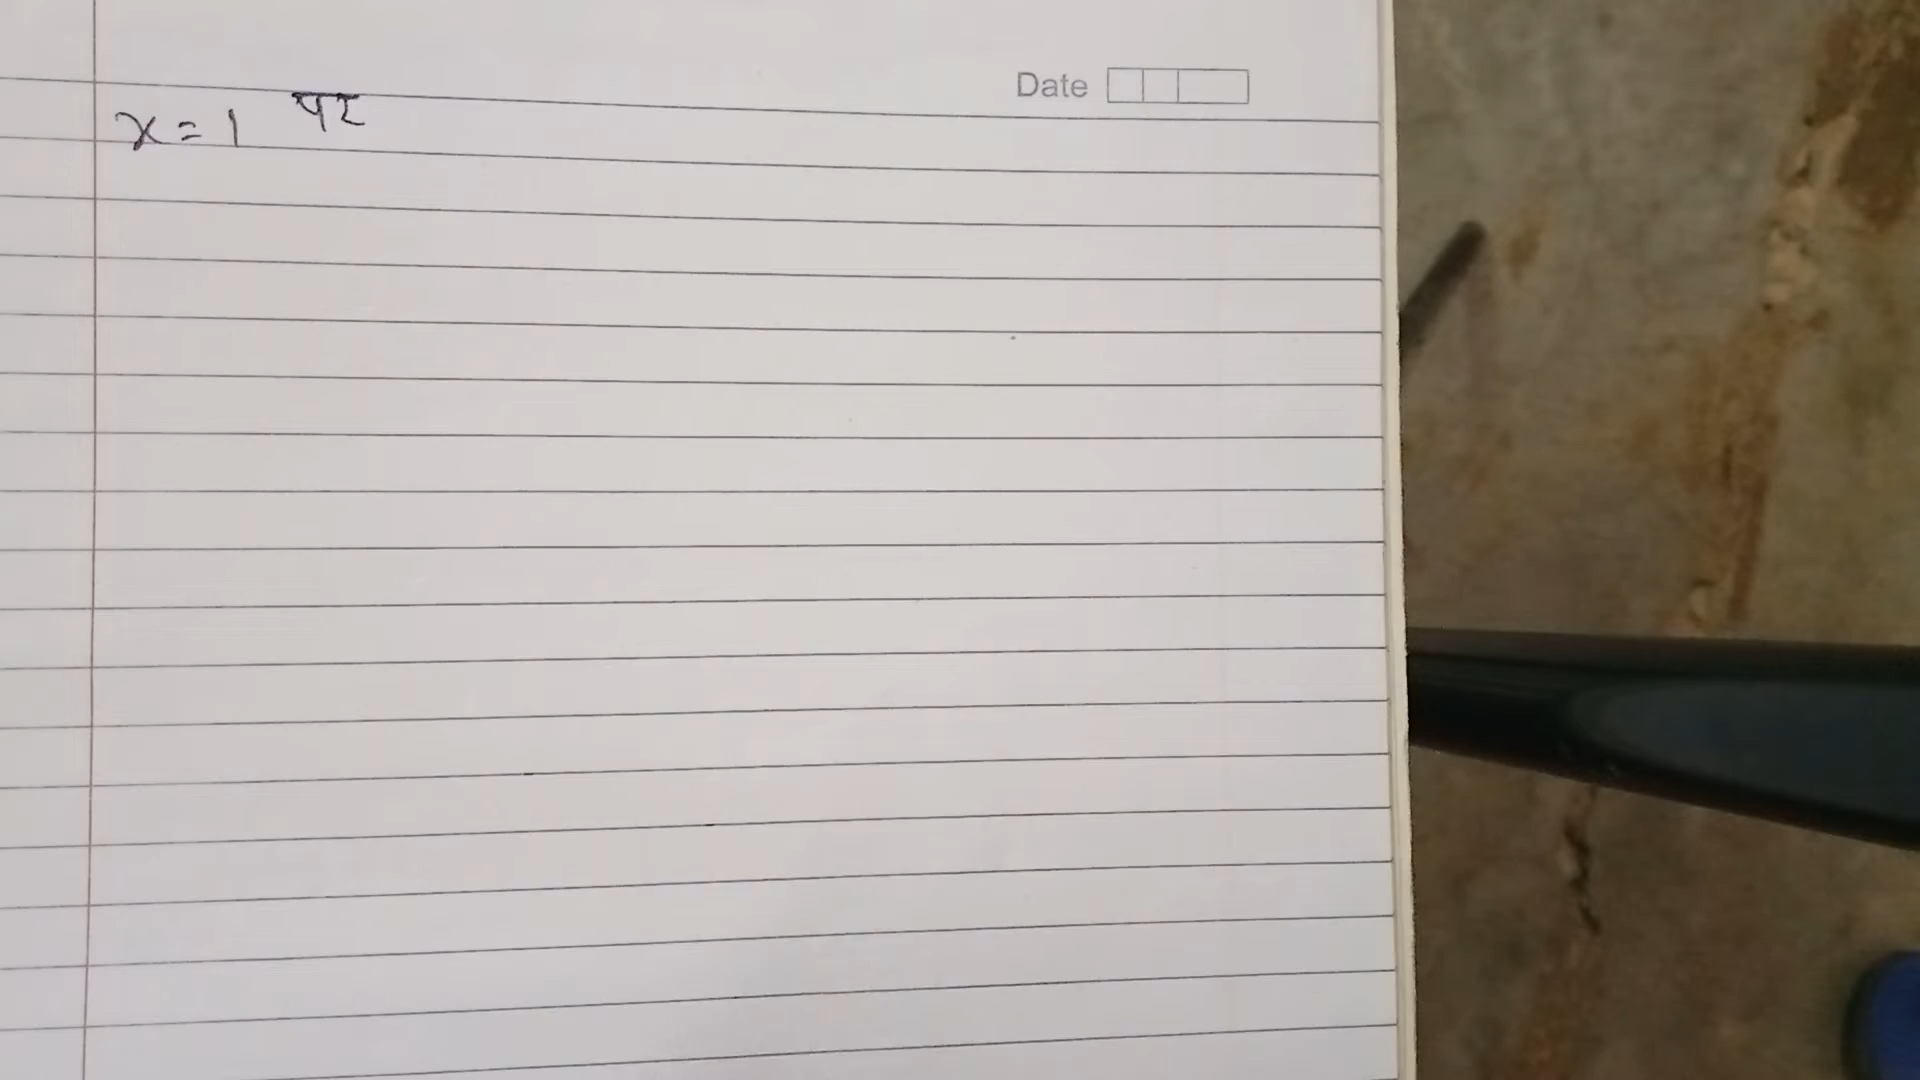 Date
x = 1 पर